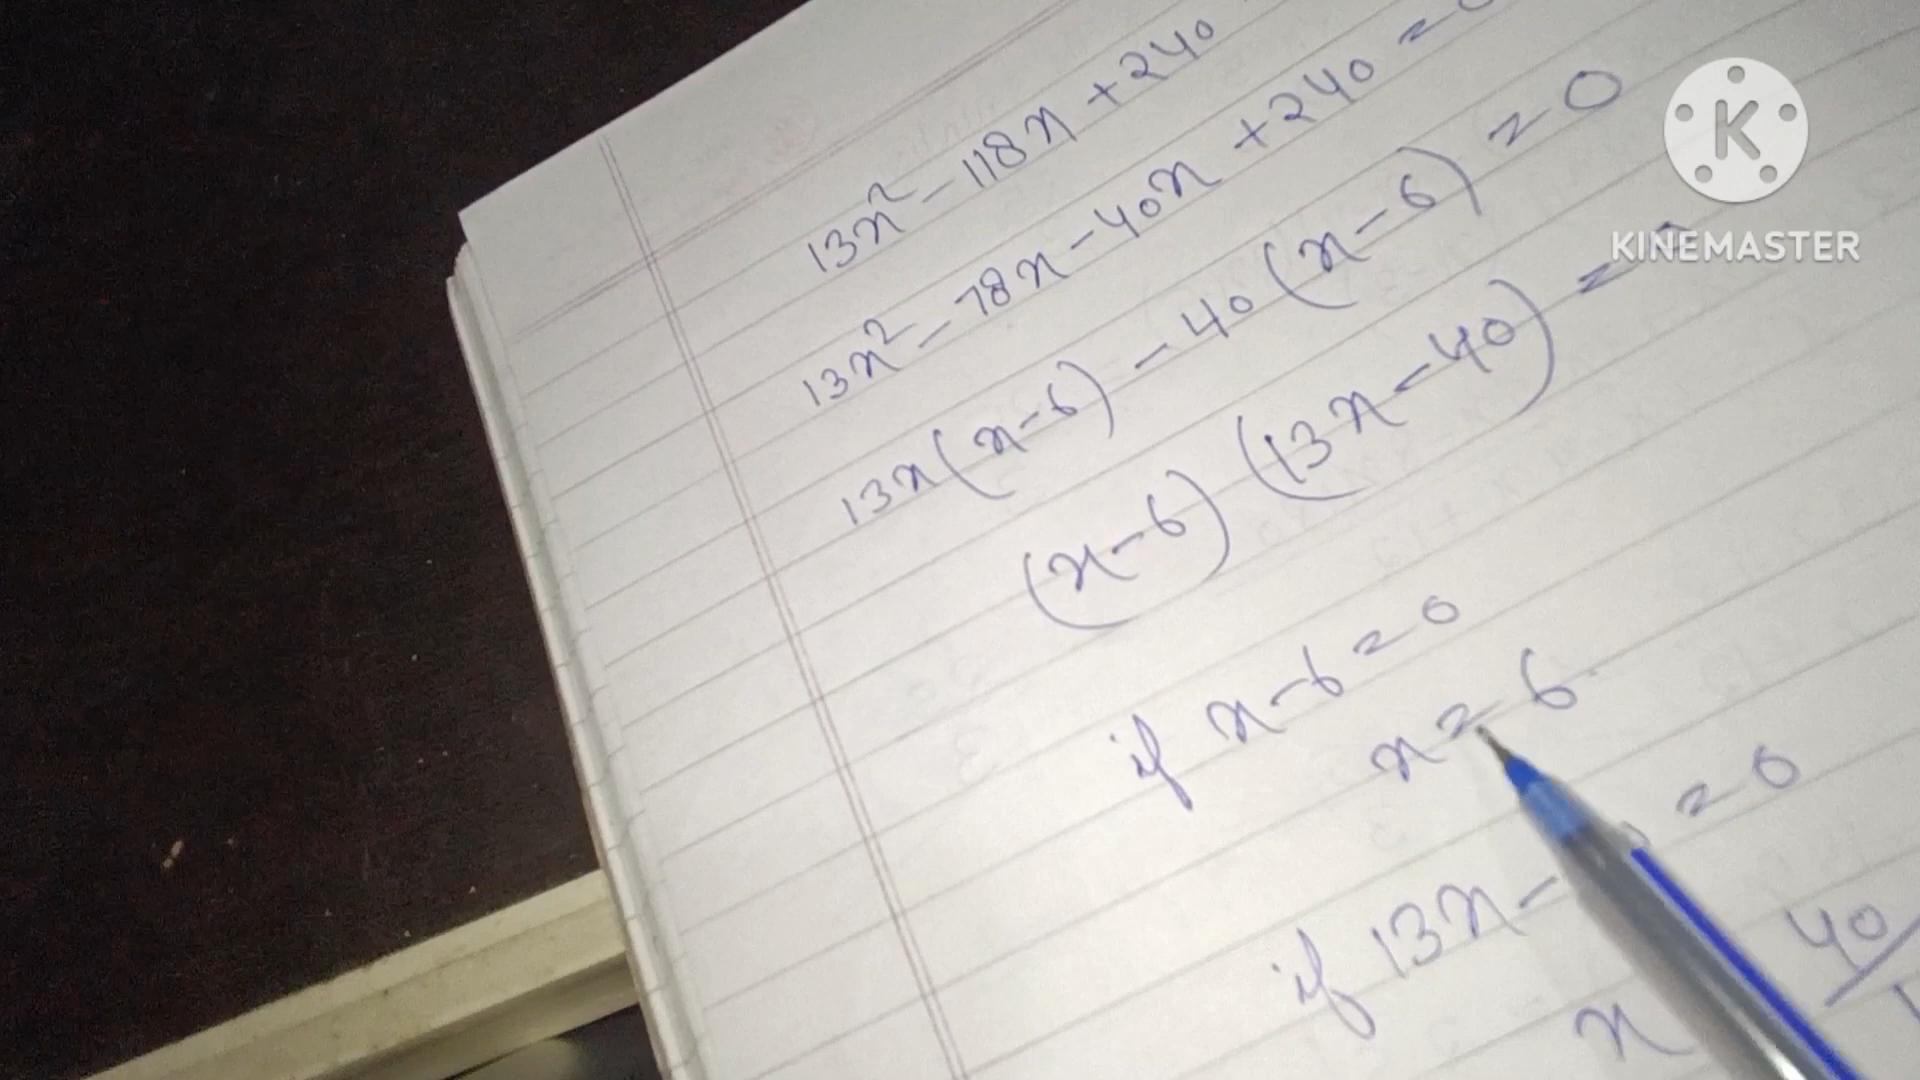 13x² - 118x + 240
13x² - 78x - 40x + 240 =
13x(x-6) - 40(x-6) = 0
(x-6) (13x-40) =
if x-6=0
x=6
if 13x- = 0
x 40/
K
KINEMASTER